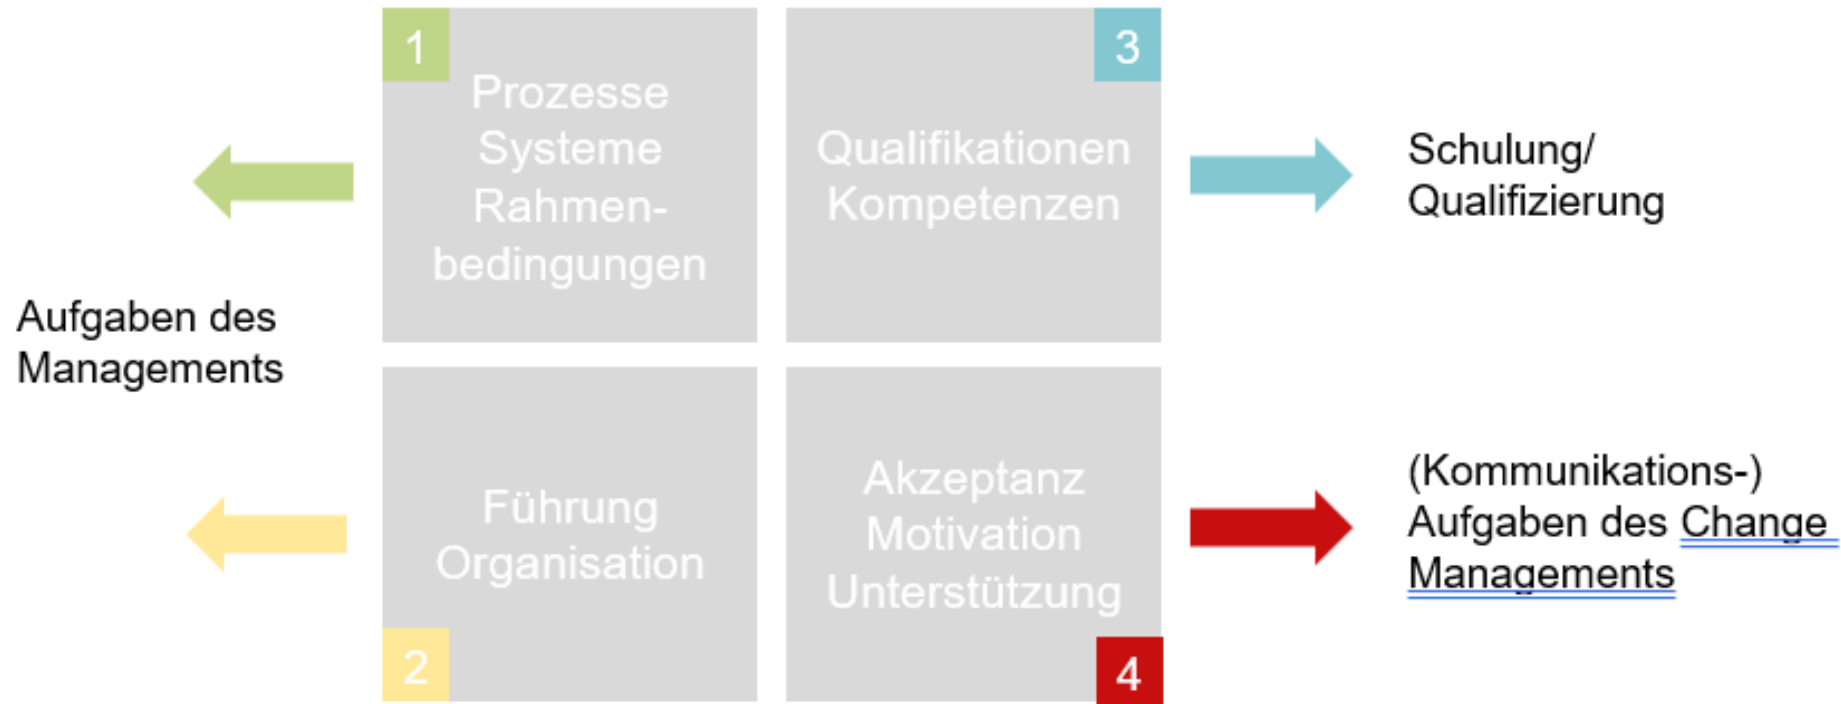 1
Prozesse
Systeme
Rahmen-
bedingungen
3
Qualifikationen
Kompetenzen
Schulung/
Qualifizierung
Aufgaben des
Managements
Führung
Organisation
2
Akzeptanz
Motivation
Unterstützung
4
(Kommunikations-)
Aufgaben des Change
Managements